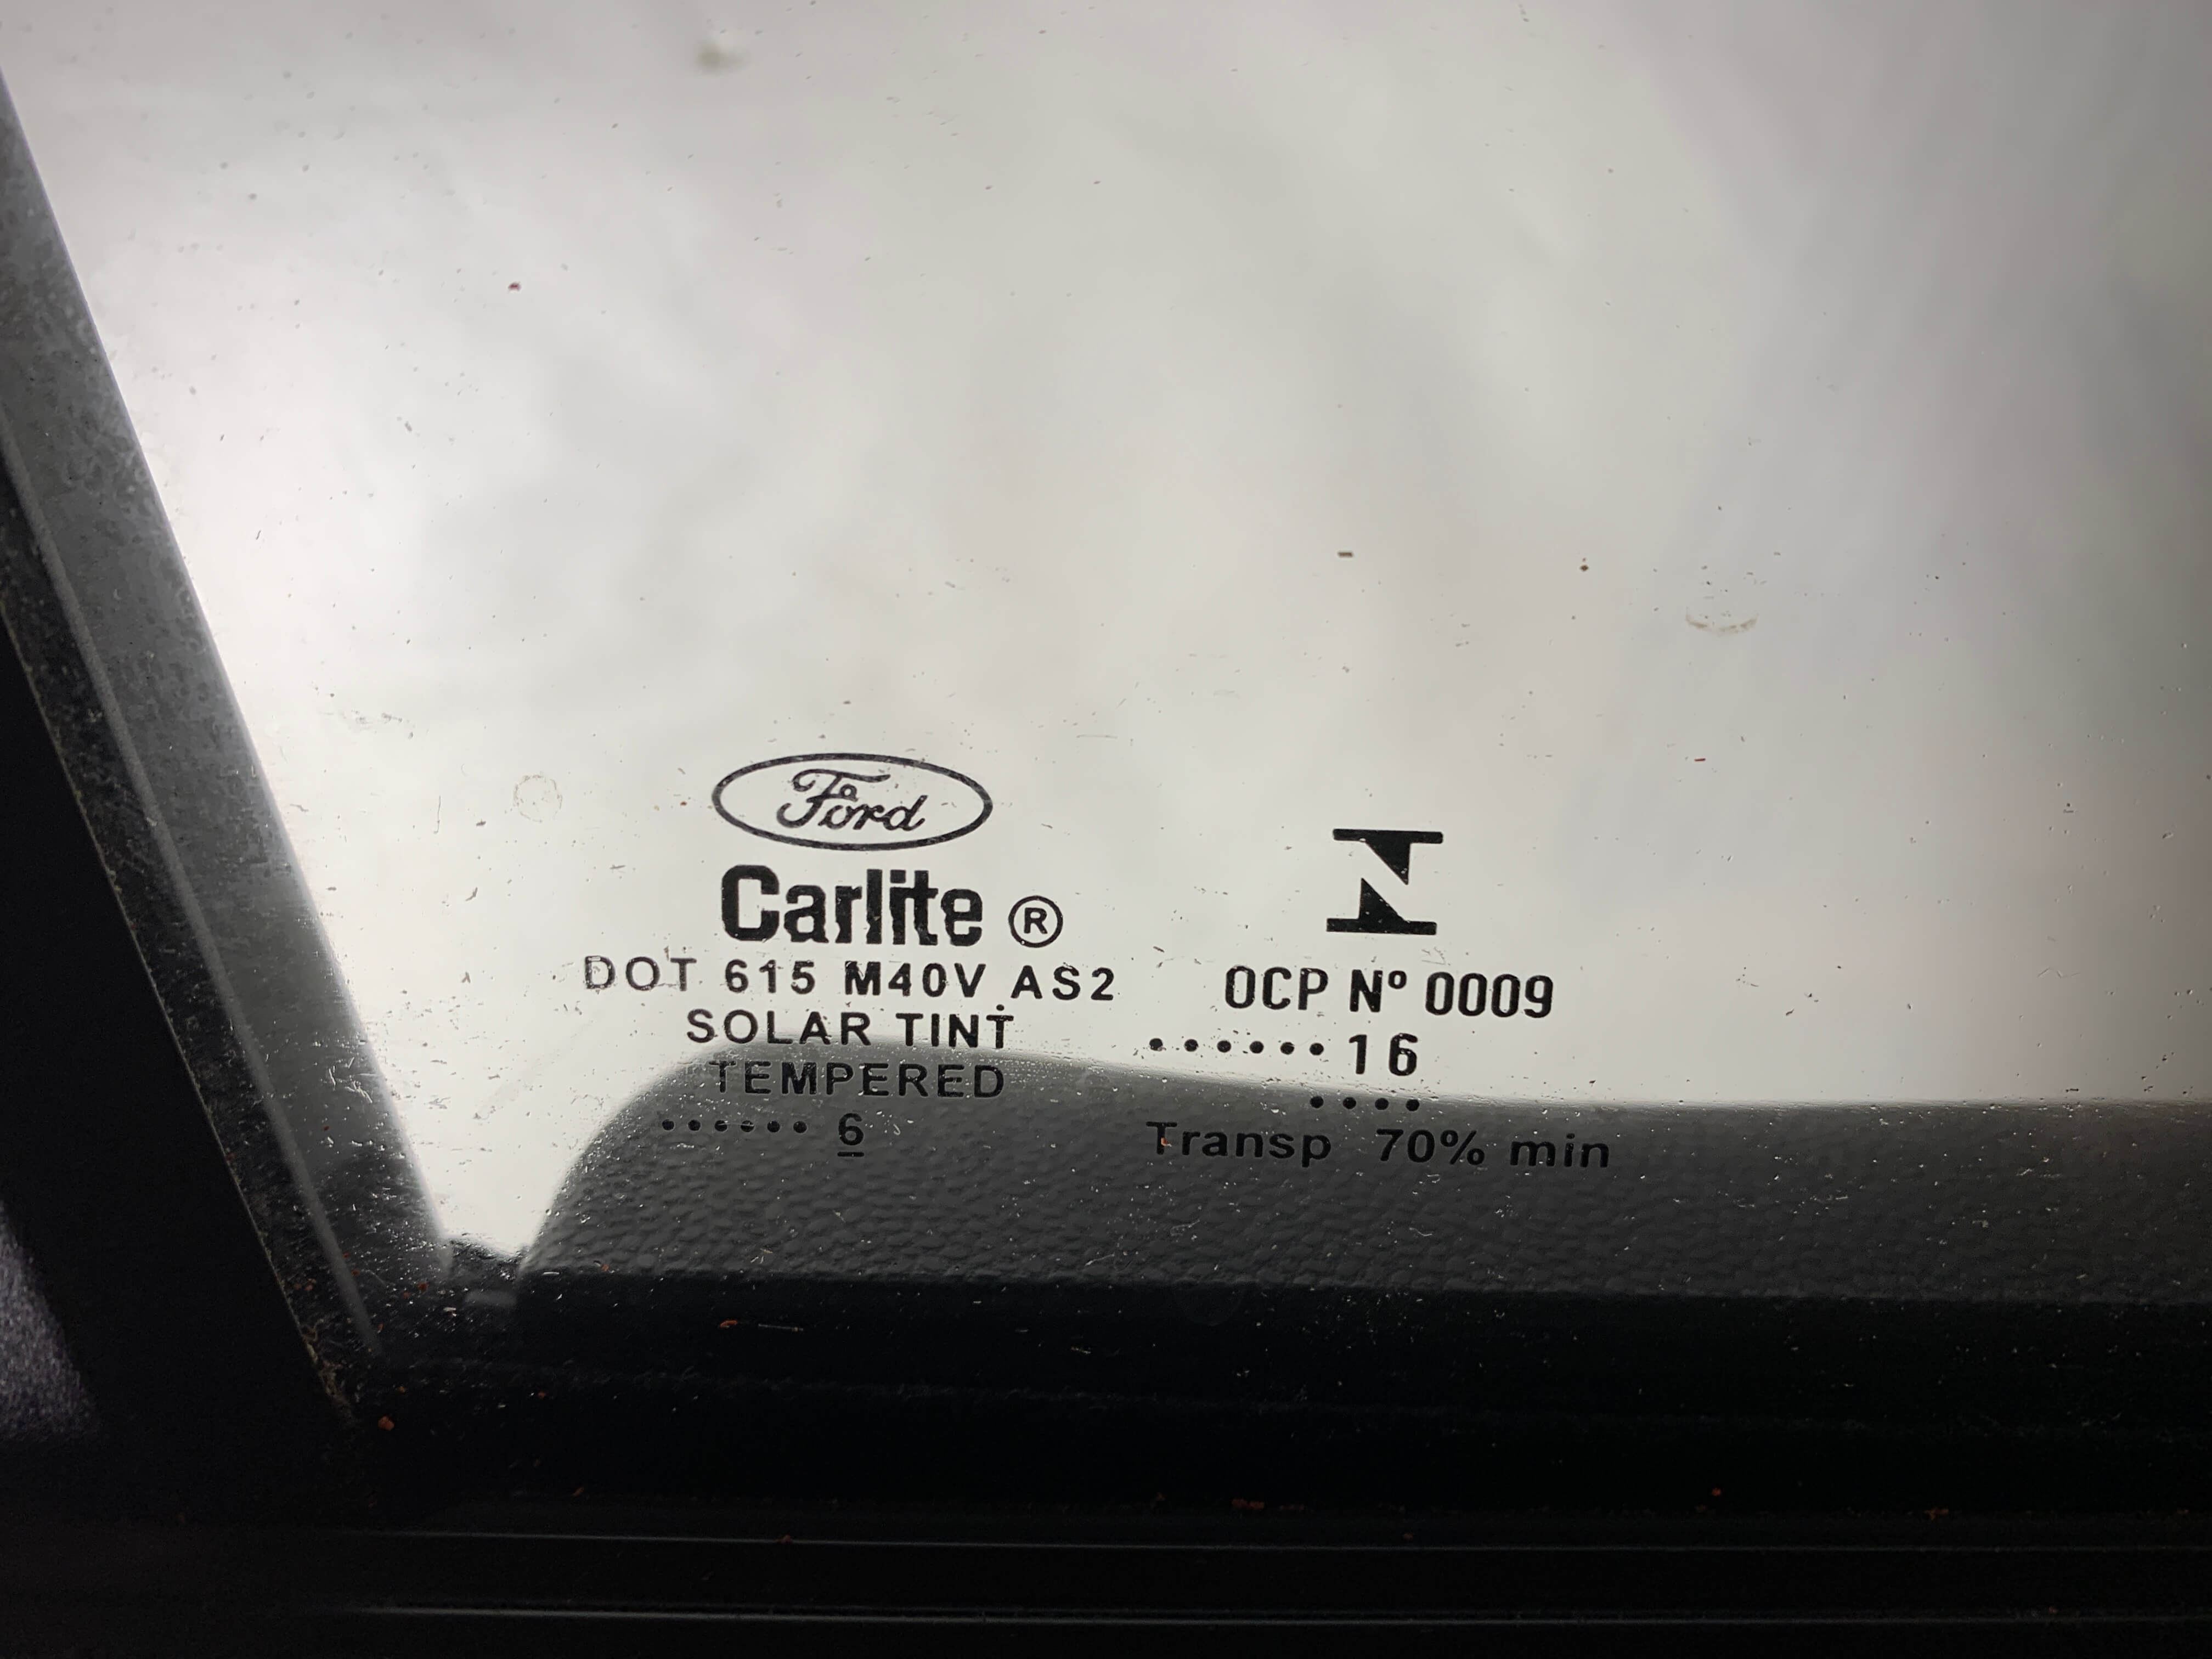 Ford
Carlite ®
DOT 615 M40V AS2
SOLAR TINT
TEMPERED
...... 6
N
OCP Nº 0009
......16
....
Transp 70% min